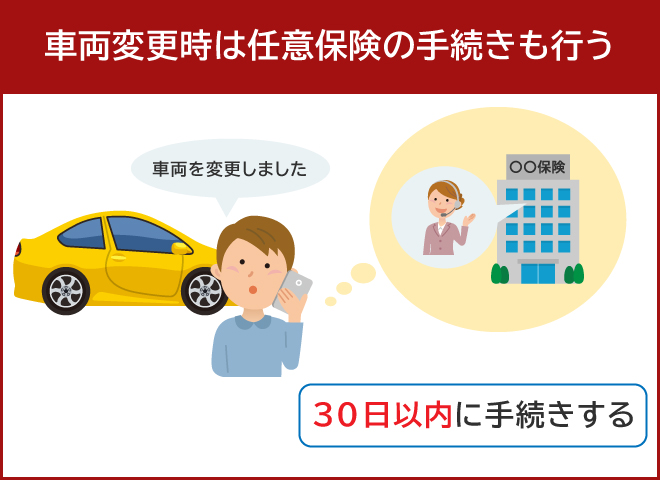 車両変更時は任意保険の手続きも行う
車両を変更しました
〇〇保険
30日以内に手続きする